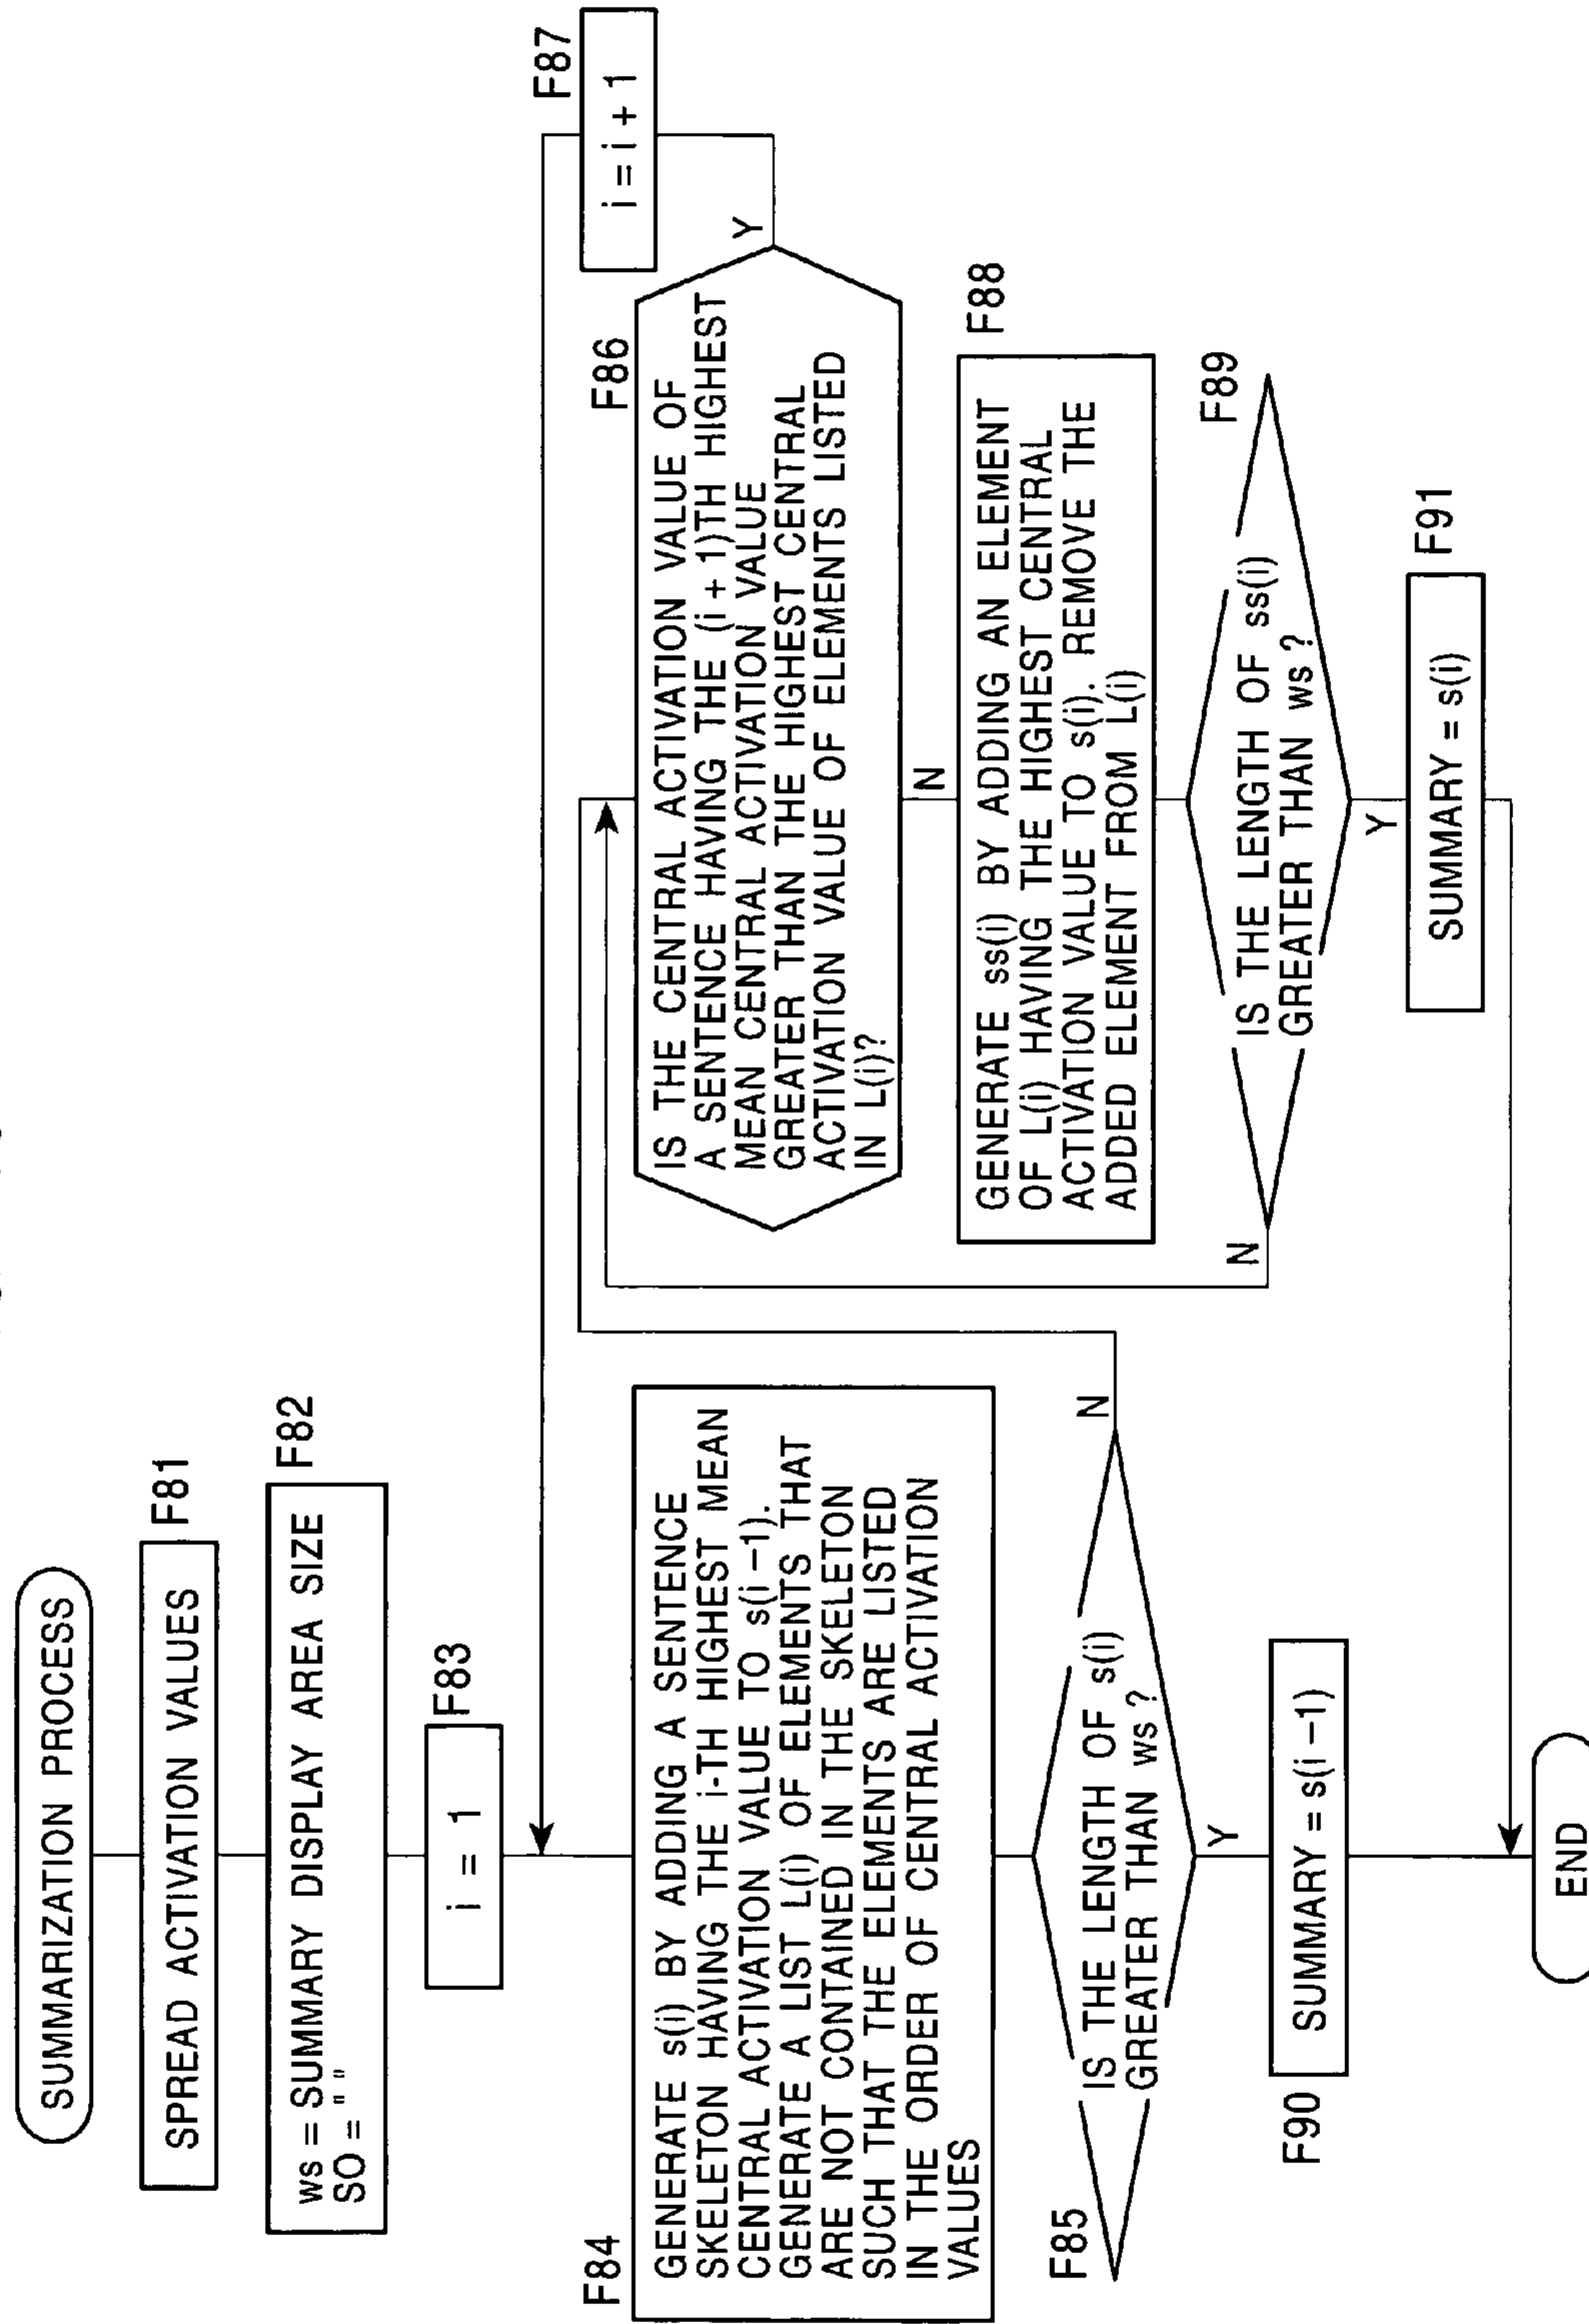 SUMMARIZATION PROCESS
F81
SPREAD ACTIVATION VALUES
F82
ws = SUMMARY DISPLAY AREA SIZE
SO = " "
F83
i = 1
F84
GENERATE s(i) BY ADDING A SENTENCE
SKELETON HAVING THE i-TH HIGHEST MEAN
CENTRAL ACTIVATION VALUE TO s(i –1).
GENERATE A LIST L(i) OF ELEMENTS THAT
ARE NOT CONTAINED IN THE SKELETON
SUCH THAT THE ELEMENTS ARE LISTED
IN THE ORDER OF CENTRAL ACTIVATION
VALUES
F85
IS THE LENGTH OF s(i)
GREATER THAN ws ?
N
Y
F90
SUMMARY = s(i –1)
END
F87
i = i + 1
F86
IS THE CENTRAL ACTIVATION VALUE OF
A SENTENCE HAVING THE (i + 1)TH HIGHEST
MEAN CENTRAL ACTIVATION VALUE
GREATER THAN THE HIGHEST CENTRAL
ACTIVATION VALUE OF ELEMENTS LISTED
IN L(i)?
Y
N
F88
GENERATE ss(i) BY ADDING AN ELEMENT
OF L(i) HAVING THE HIGHEST CENTRAL
ACTIVATION VALUE TO s(i). REMOVE THE
ADDED ELEMENT FROM L(i)
F89
IS THE LENGTH OF ss(i)
GREATER THAN ws ?
N
Y
F91
SUMMARY = s(i)